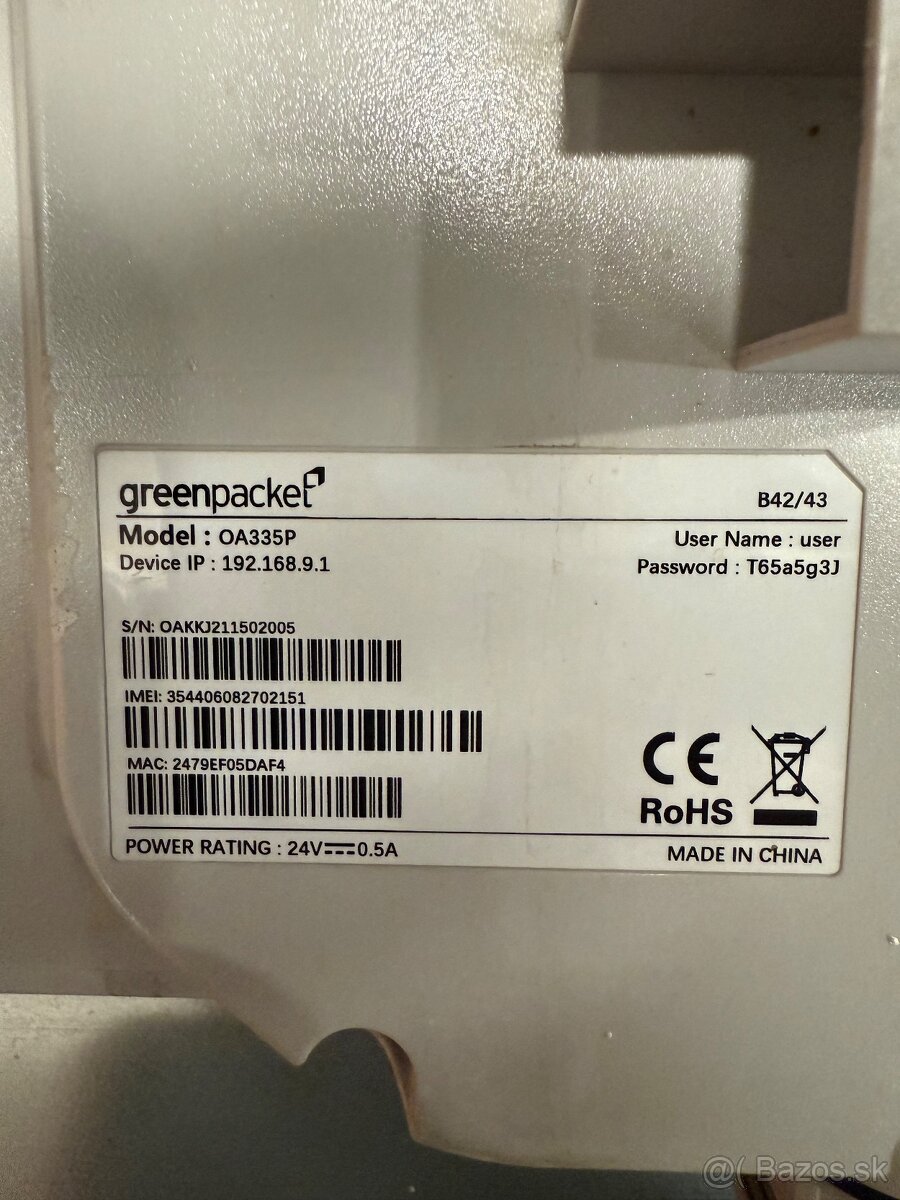 greenpacket
B42/43
Model : OA335P
User Name : user
Device IP : 192.168.9.1
Password : T65a5g3J
S/N: OAKKJ211502005
IMEI: 354406082702151
MAC: 2479EF05DAF4
CE
RoHS
POWER RATING : 24V⎓0.5A
MADE IN CHINA
@( Bazos.sk